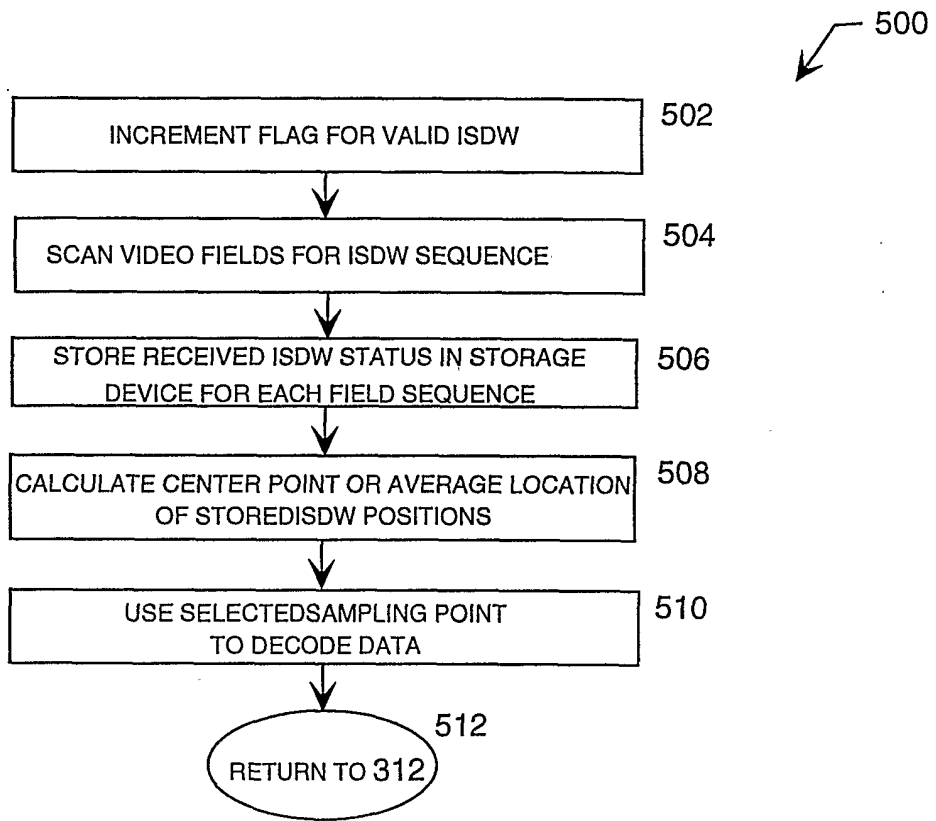 500
INCREMENT FLAG FOR VALID ISDW
502
SCAN VIDEO FIELDS FOR ISDW SEQUENCE
504
STORE RECEIVED ISDW STATUS IN STORAGE
DEVICE FOR EACH FIELD SEQUENCE
506
CALCULATE CENTER POINT OR AVERAGE LOCATION
OF STOREDISDW POSITIONS
508
USE SELECTEDSAMPLING POINT
TO DECODE DATA
510
512
RETURN TO 312